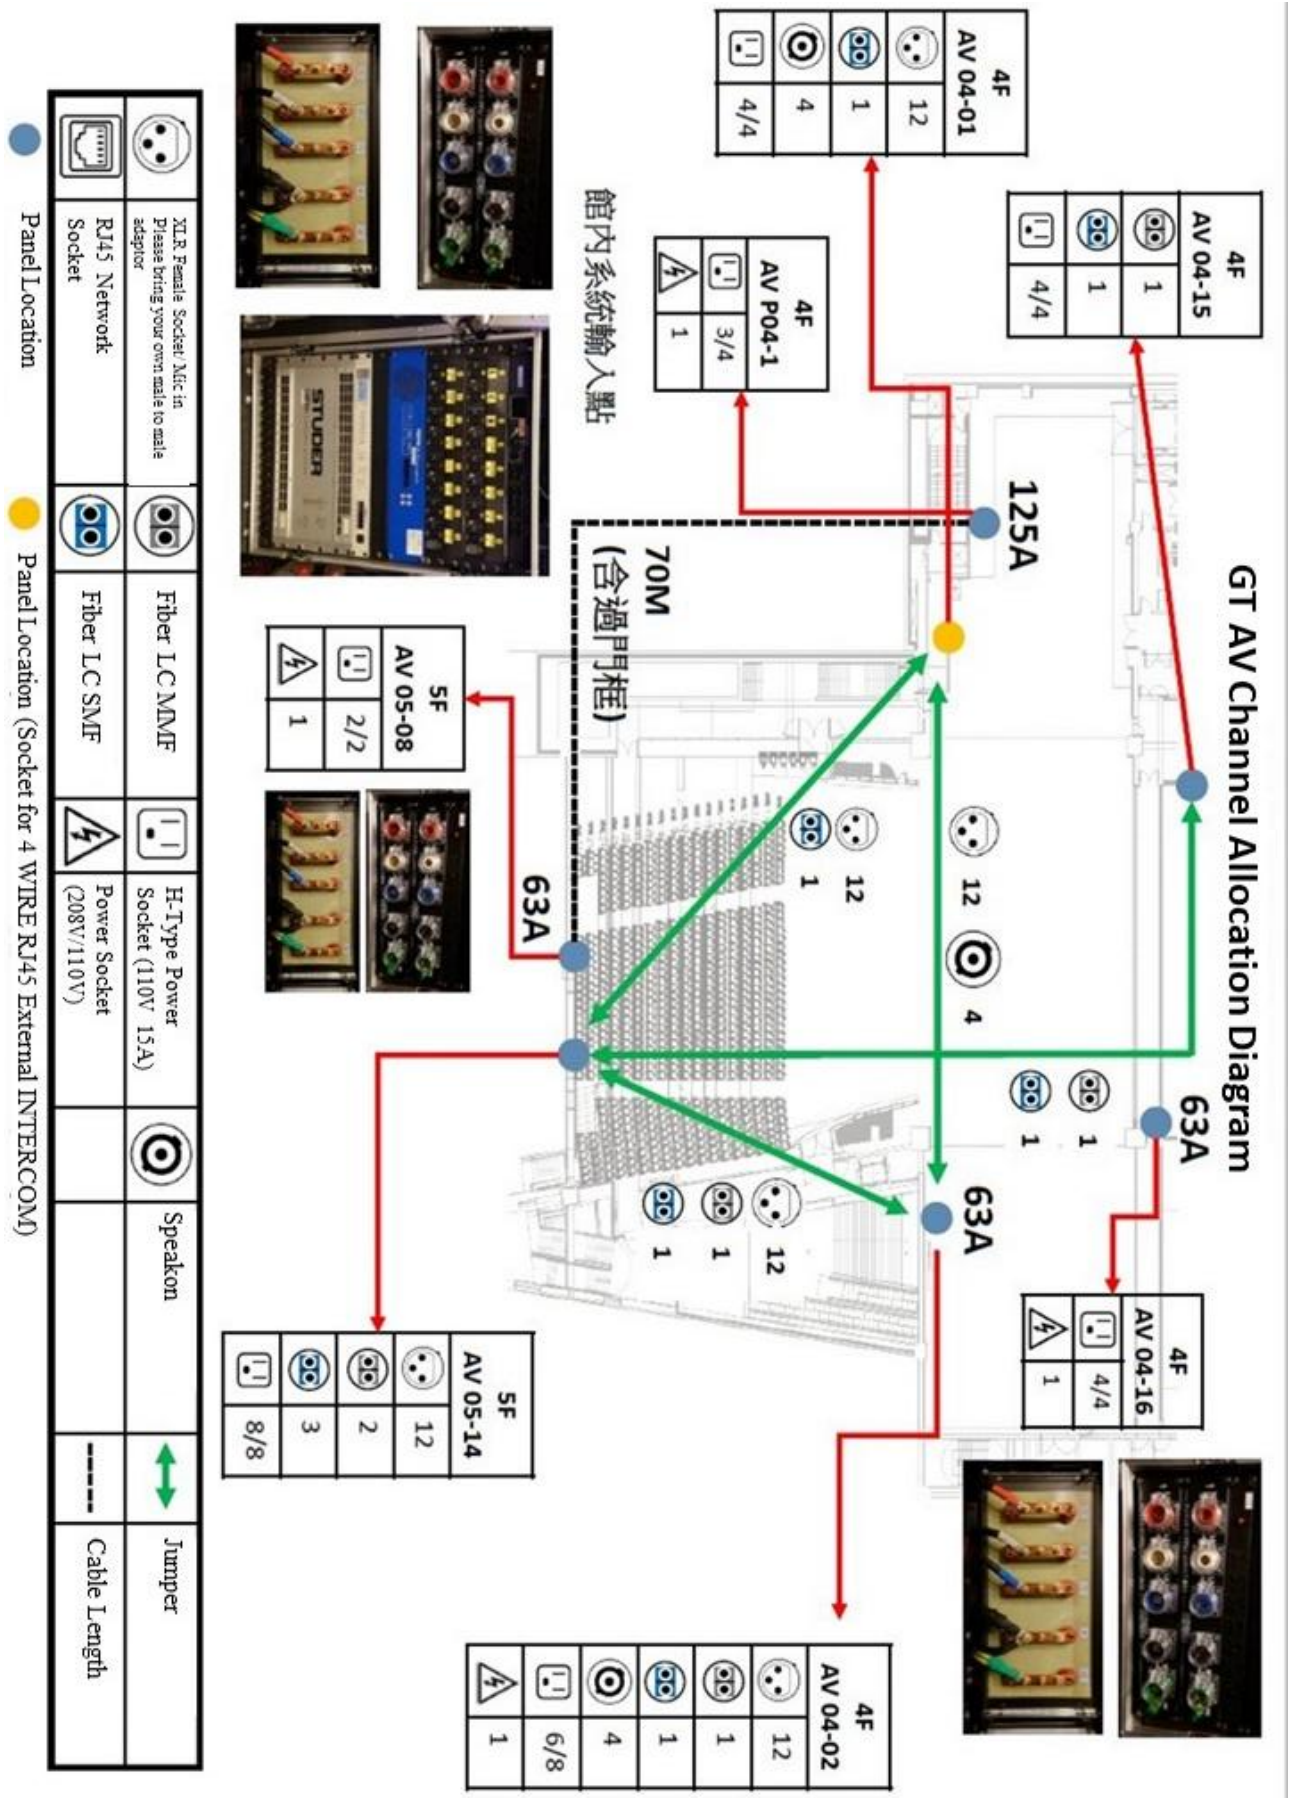 GT AV Channel Allocation Diagram
4F
AV 04-15
1
1
4/4
4F
AV 04-01
12
1
4
4/4
4F
AV P04-1
3/4
1
館內系統輸入點
STUDER
125A
70M
(含過門框)
5F
AV 05-08
2/2
1
63A
12
4
12
1
1
1
63A
63A
12
1
1
4F
AV 04-16
4/4
1
5F
AV 05-14
12
2
3
8/8
4F
AV 04-02
12
1
1
4
6/8
1
XLR Female Socket/ Mic in
Please bring your own male to male
adaptor
Fiber LC MMF
H-Type Power
Socket (110V 15A)
Speakon
Jumper
RJ45 Network
Socket
Fiber LC SMF
Power Socket
(208V/110V)
Cable Length
Panel Location
Panel Location (Socket for 4 WIRE RJ45 External INTERCOM)